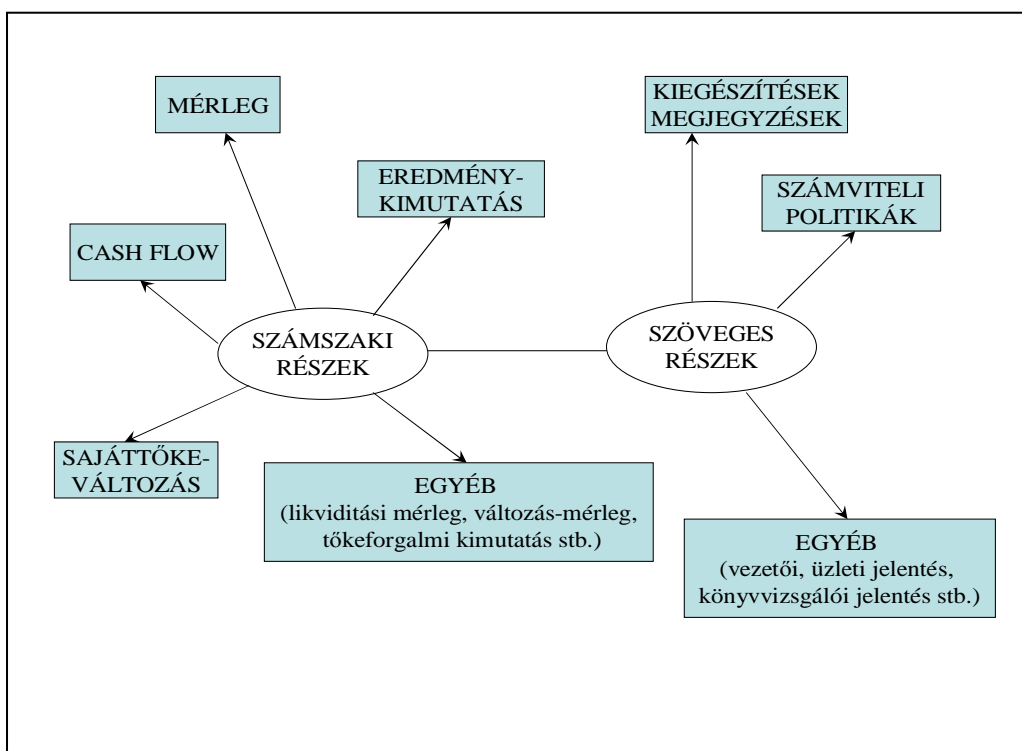 MÉRLEG
KIEGÉSZÍTÉSEK
MEGJEGYZÉSEK
EREDMÉNY-
KIMUTATÁS
SZÁMVITELI
POLITIKÁK
CASH FLOW
SZÁMSZAKI
RÉSZEK
SZÖVEGES
RÉSZEK
SAJÁTTŐKE-
VÁLTOZÁS
EGYÉB
(likviditási mérleg, változás-mérleg,
tőkeforgalmi kimutatás stb.)
EGYÉB
(vezetői, üzleti jelentés,
könyvvizsgálói jelentés stb.)